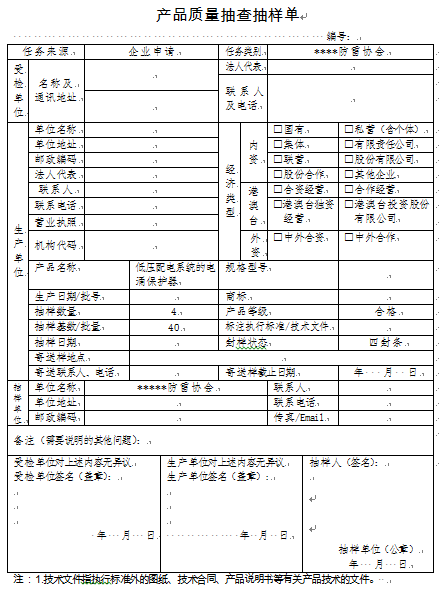 产品质量抽查抽样单
编号:
任务来源 企业申请 任务类别 ****防雷协会
受检单位 名称及通讯地址 法人代表
联系人及电话
生产单位 单位名称 经济类型 内资 □国有 □私营(含个体)
单位地址 □集体 □有限责任公司
邮政编码 □联营 □股份有限公司
法人代表 □股份合作 □其他企业
联系人 港澳台 □合资经营 □合作经营
联系电话 □港澳台独资经营 □港澳台投资股份有限公司
营业执照
机构代码 外资 □中外合资 □中外合作
产品名称 低压配电系统的电涌保护器 规格型号
生产日期/批号 商标
抽样数量 4 产品等级 合格
抽样基数/批量 40 标注执行标准/技术文件
抽样日期 封样状态 四封条
寄送样地点
寄送联系人、电话 寄送样截止日期 年 月 日
抽样单位 单位名称 *****防雷协会 联系人
单位地址 联系电话
邮政编码 传真/Email
备注(需要说明的其他问题):
受检单位对上述内容无异议 生产单位对上述内容无异议 抽样人(签名):
受检单位签名(盖章): 生产单位签名(盖章):
年 月 日 年 月 日
抽样单位(公章)
年 月 日
注:1.技术文件指执行标准外的图纸、技术合同、产品说明书等有关产品技术的文件。